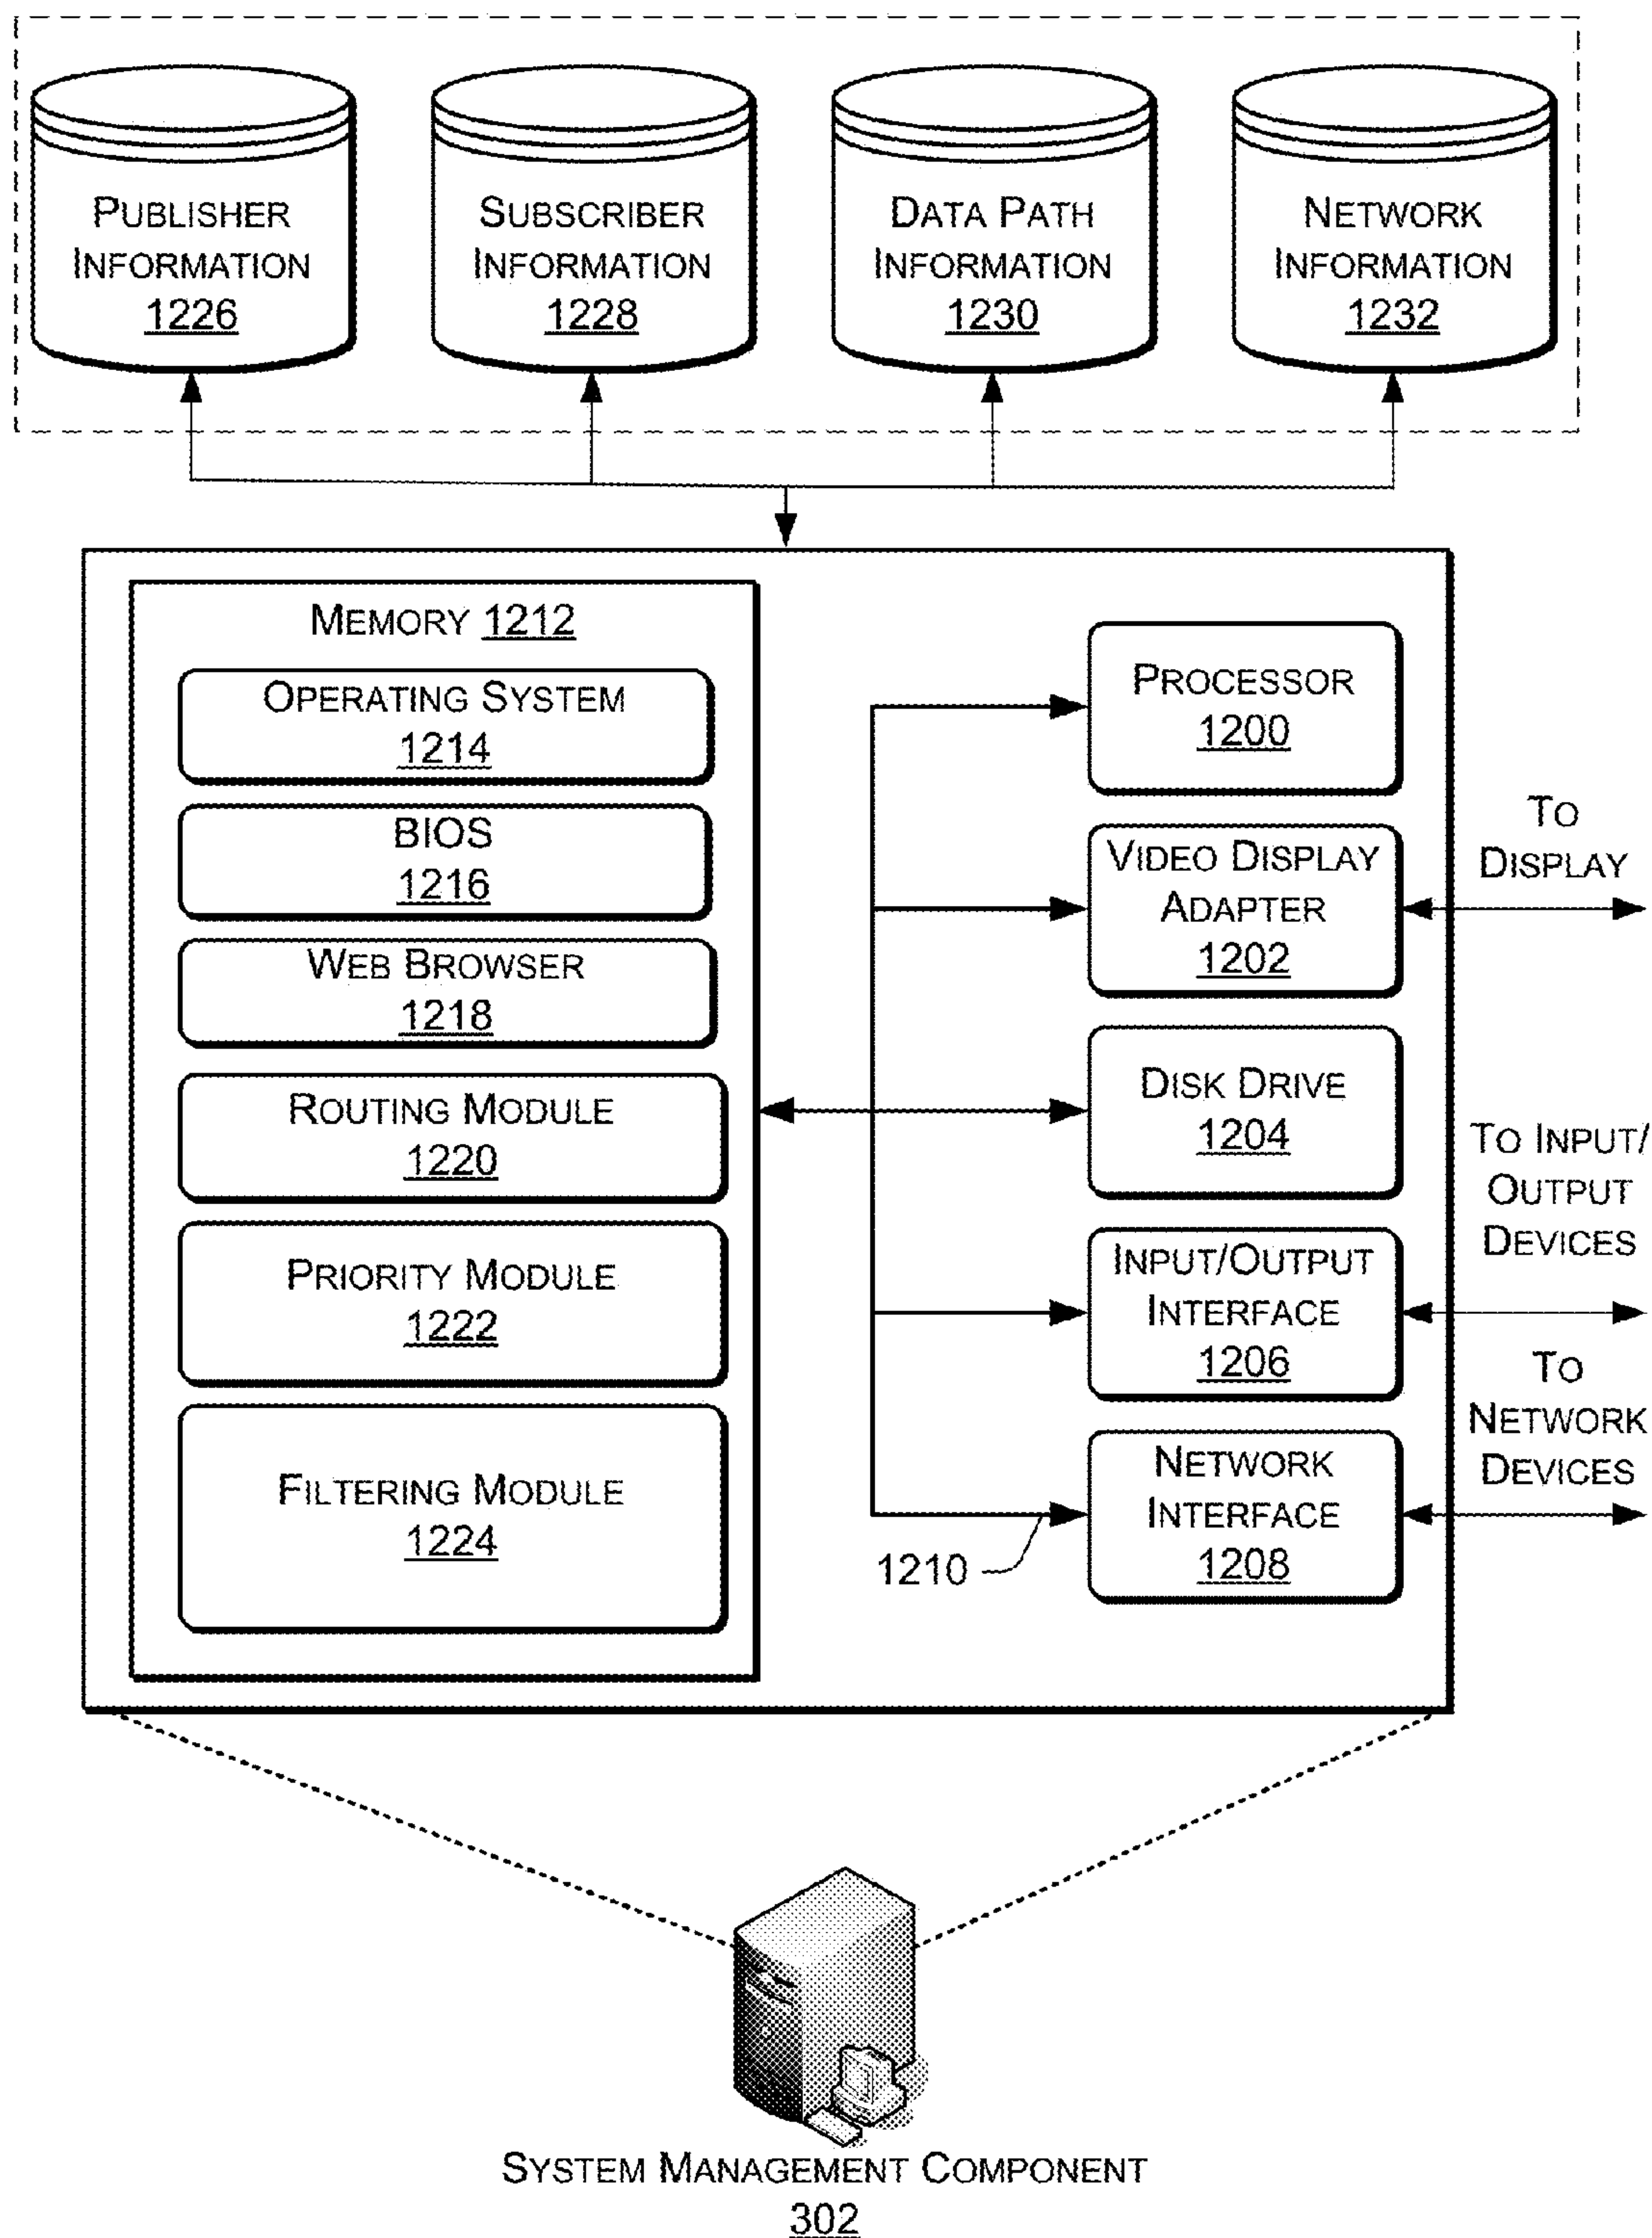 PUBLISHER
INFORMATION
1226
SUBSCRIBER
INFORMATION
1228
DATA PATH
INFORMATION
1230
NETWORK
INFORMATION
1232
MEMORY 1212
OPERATING SYSTEM
1214
BIOS
1216
WEB BROWSER
1218
ROUTING MODULE
1220
PRIORITY MODULE
1222
FILTERING MODULE
1224
PROCESSOR
1200
VIDEO DISPLAY
ADAPTER
1202
DISK DRIVE
1204
INPUT/OUTPUT
INTERFACE
1206
NETWORK
INTERFACE
1208
1210
TO
DISPLAY
TO INPUT/
OUTPUT
DEVICES
TO
NETWORK
DEVICES
SYSTEM MANAGEMENT COMPONENT
302